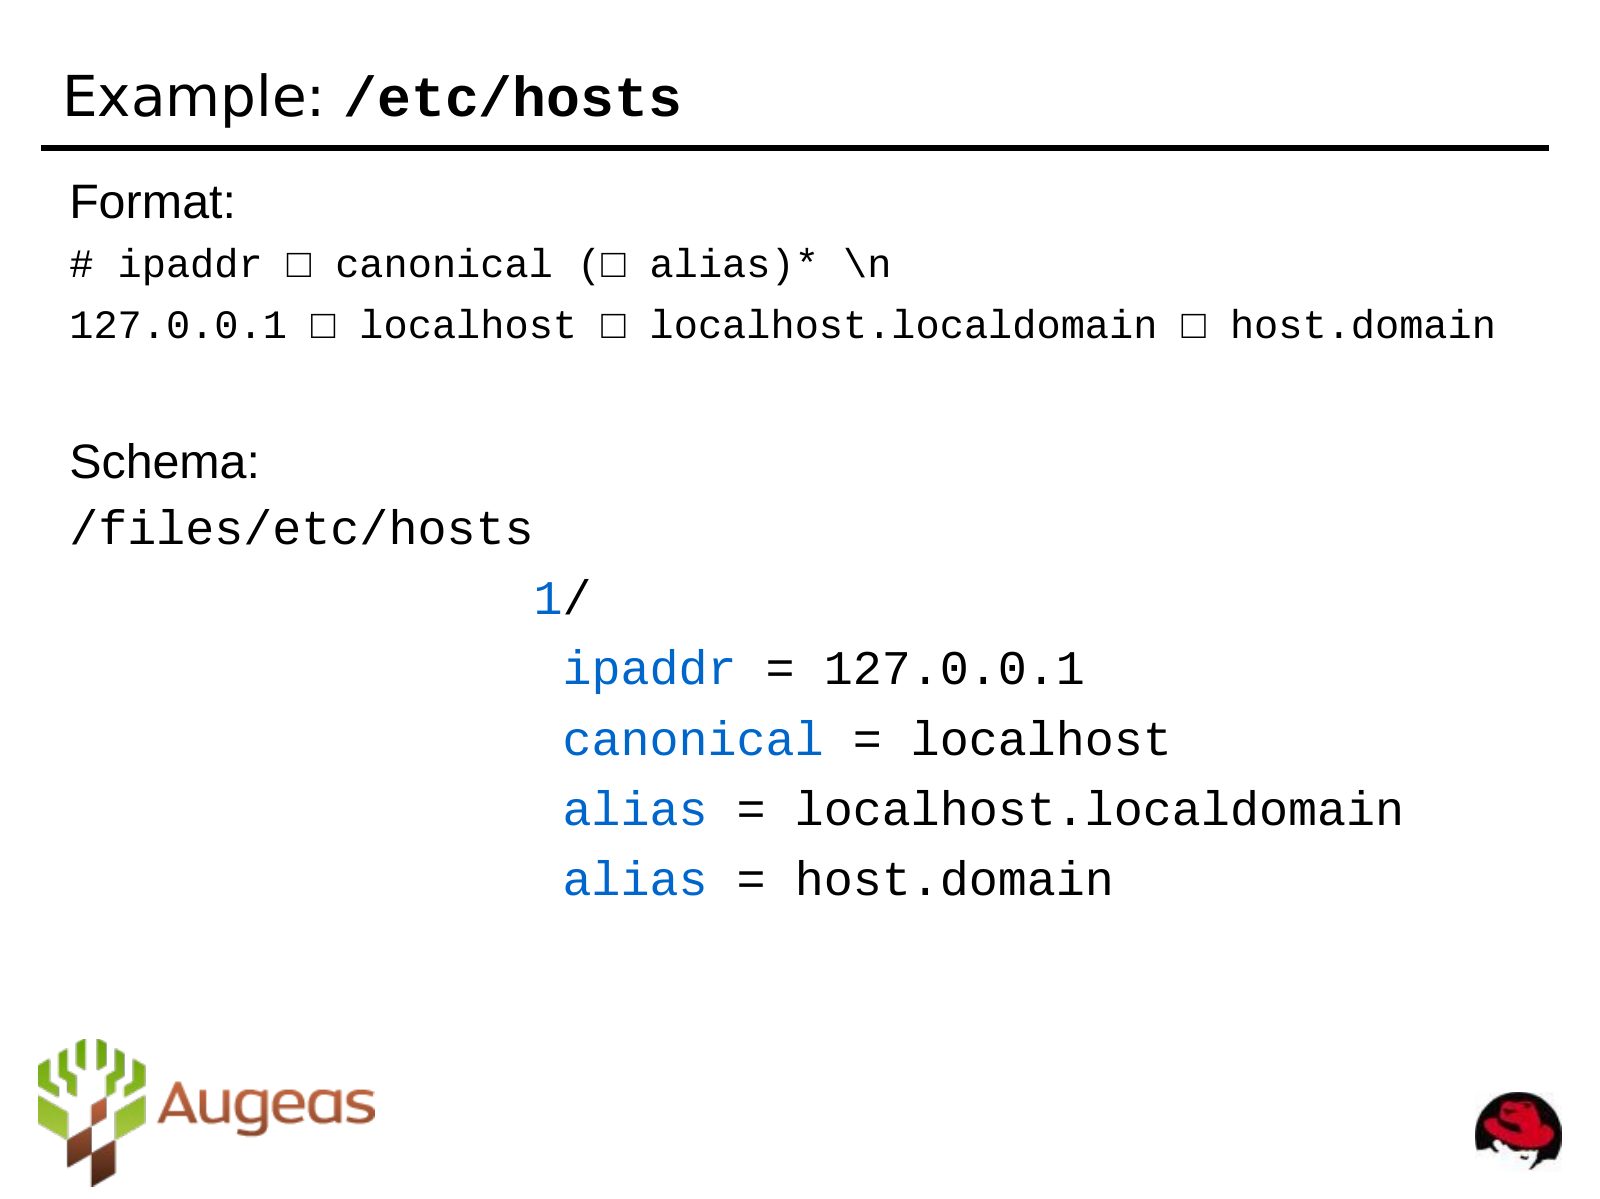 Example: /etc/hosts
Format:
# ipaddr □ canonical (□ alias)* \n
127.0.0.1 □ localhost □ localhost.localdomain □ host.domain
Schema:
/files/etc/hosts
1/
ipaddr = 127.0.0.1
canonical = localhost
alias = localhost.localdomain
alias = host.domain
Augeas